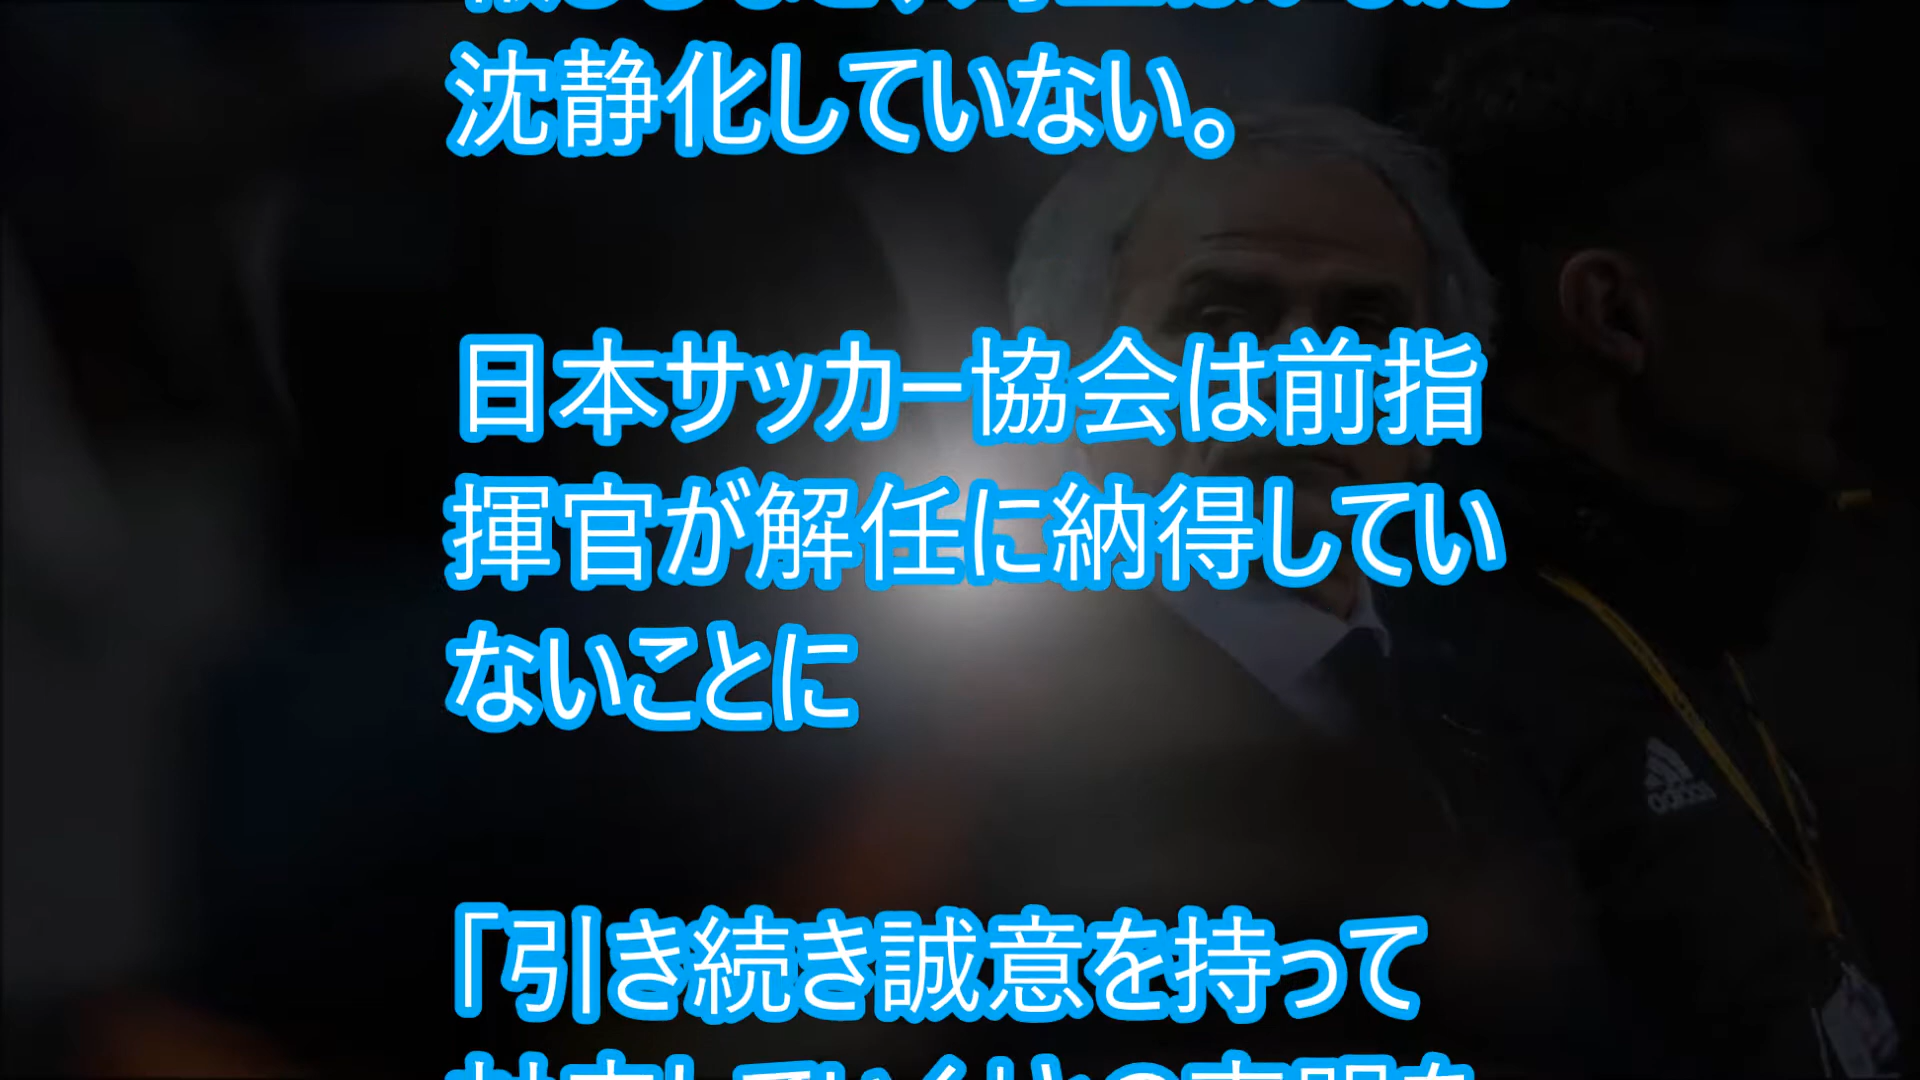 沈静化していない。
日本サッカー協会は前指
揮官が解任に納得してい
ないことに
「引き続き誠意を持って
adidas